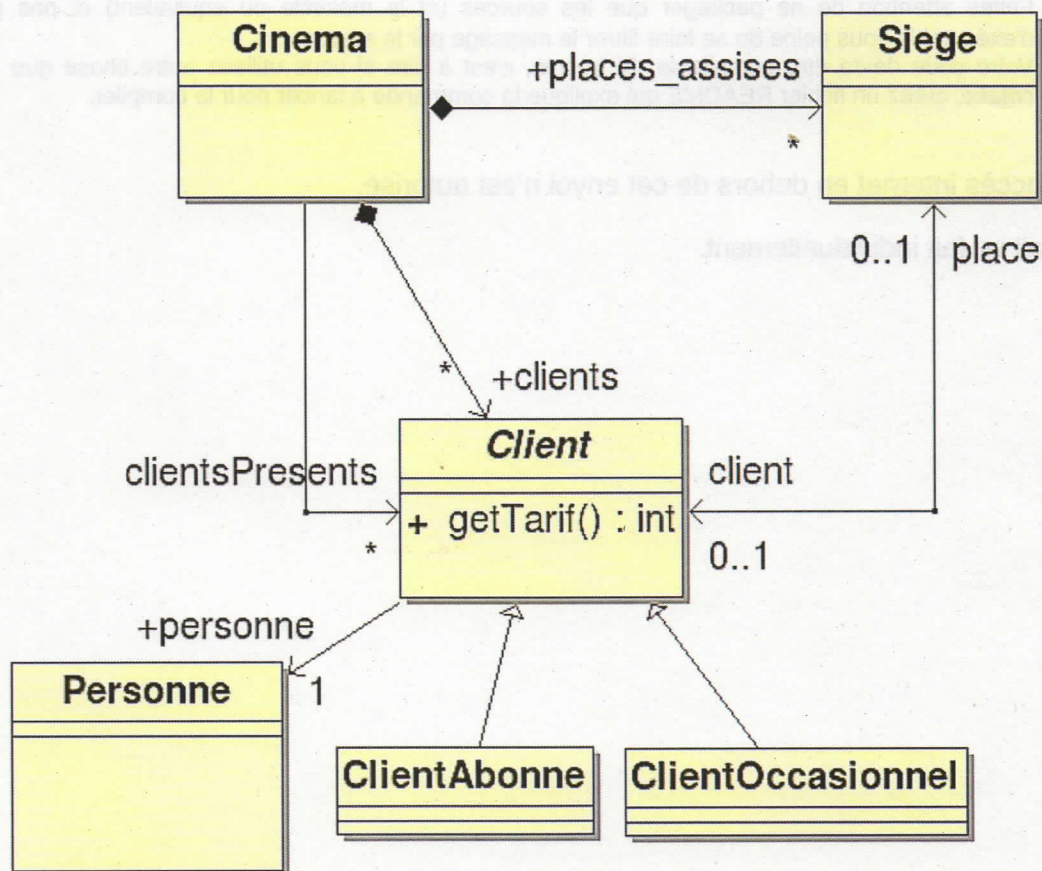 Cinema
Siege
+places_assises
*
0..1 place
*
+clients
Client
clientsPresents
client
+ getTarif() : int
*
0..1
+personne
1
Personne
ClientAbonne
ClientOccasionnel